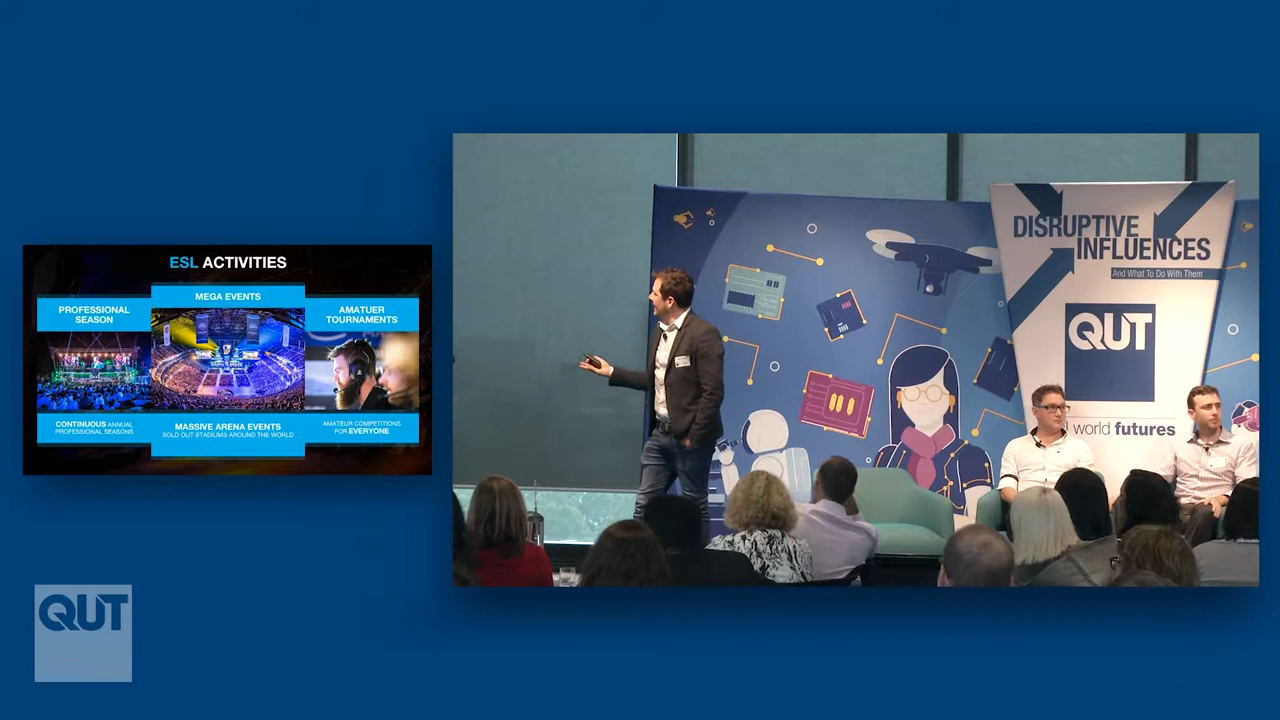 ESL ACTIVITIES
PROFESSIONAL
SEASON
MEGA EVENTS
AMATUER
TOURNAMENTS
CONTINUOUS ANNUAL
PROFESSIONAL SEASONS
MASSIVE ARENA EVENTS
SOLD OUT STADIUMS AROUND THE WORLD
AMATEUR COMPETITIONS
FOR EVERYONE
DISRUPTIVE
INFLUENCES
And What To Do With Them
QUT
world futures
QUT